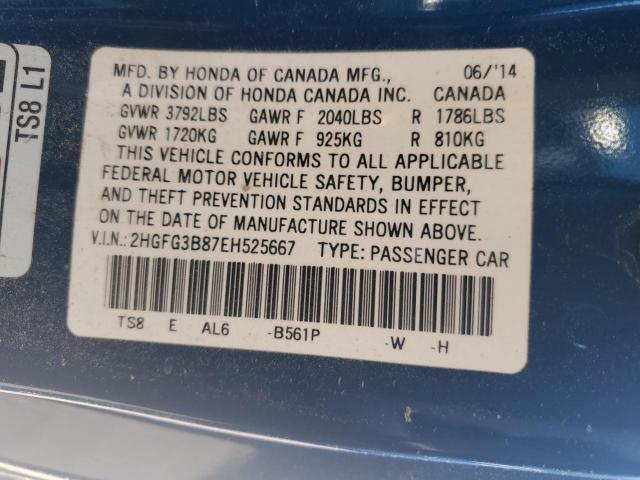 MFD. BY HONDA OF CANADA MFG., 06/'14
A DIVISION OF HONDA CANADA INC. CANADA
GVWR 3792LBS GAWR F 2040LBS R 1786LBS
GVWR 1720KG GAWR F 925KG R 810KG
THIS VEHICLE CONFORMS TO ALL APPLICABLE
FEDERAL MOTOR VEHICLE SAFETY, BUMPER,
AND THEFT PREVENTION STANDARDS IN EFFECT
ON THE DATE OF MANUFACTURE SHOWN ABOVE.
V.I.N.: 2HGFG3B87EH525667 TYPE: PASSENGER CAR
TS8 E AL6 -B561P -W -H
TS8 L1